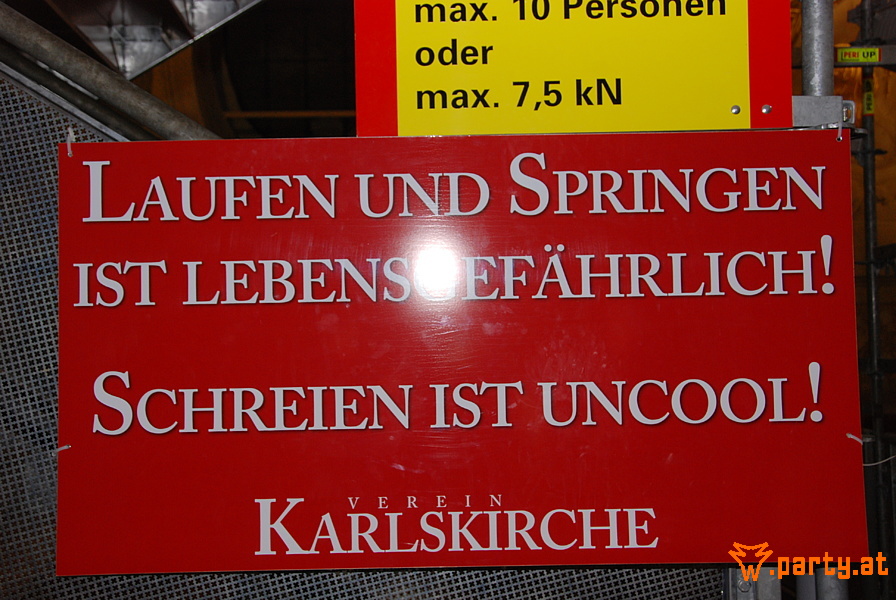 max. 10 Personen
oder
max. 7,5 kN
PERI UP
LAUFEN UND SPRINGEN
IST LEBENSGEFÄHRLICH!
SCHREIEN IST UNCOOL!
VEREIN
KARLSKIRCHE
w.party.at